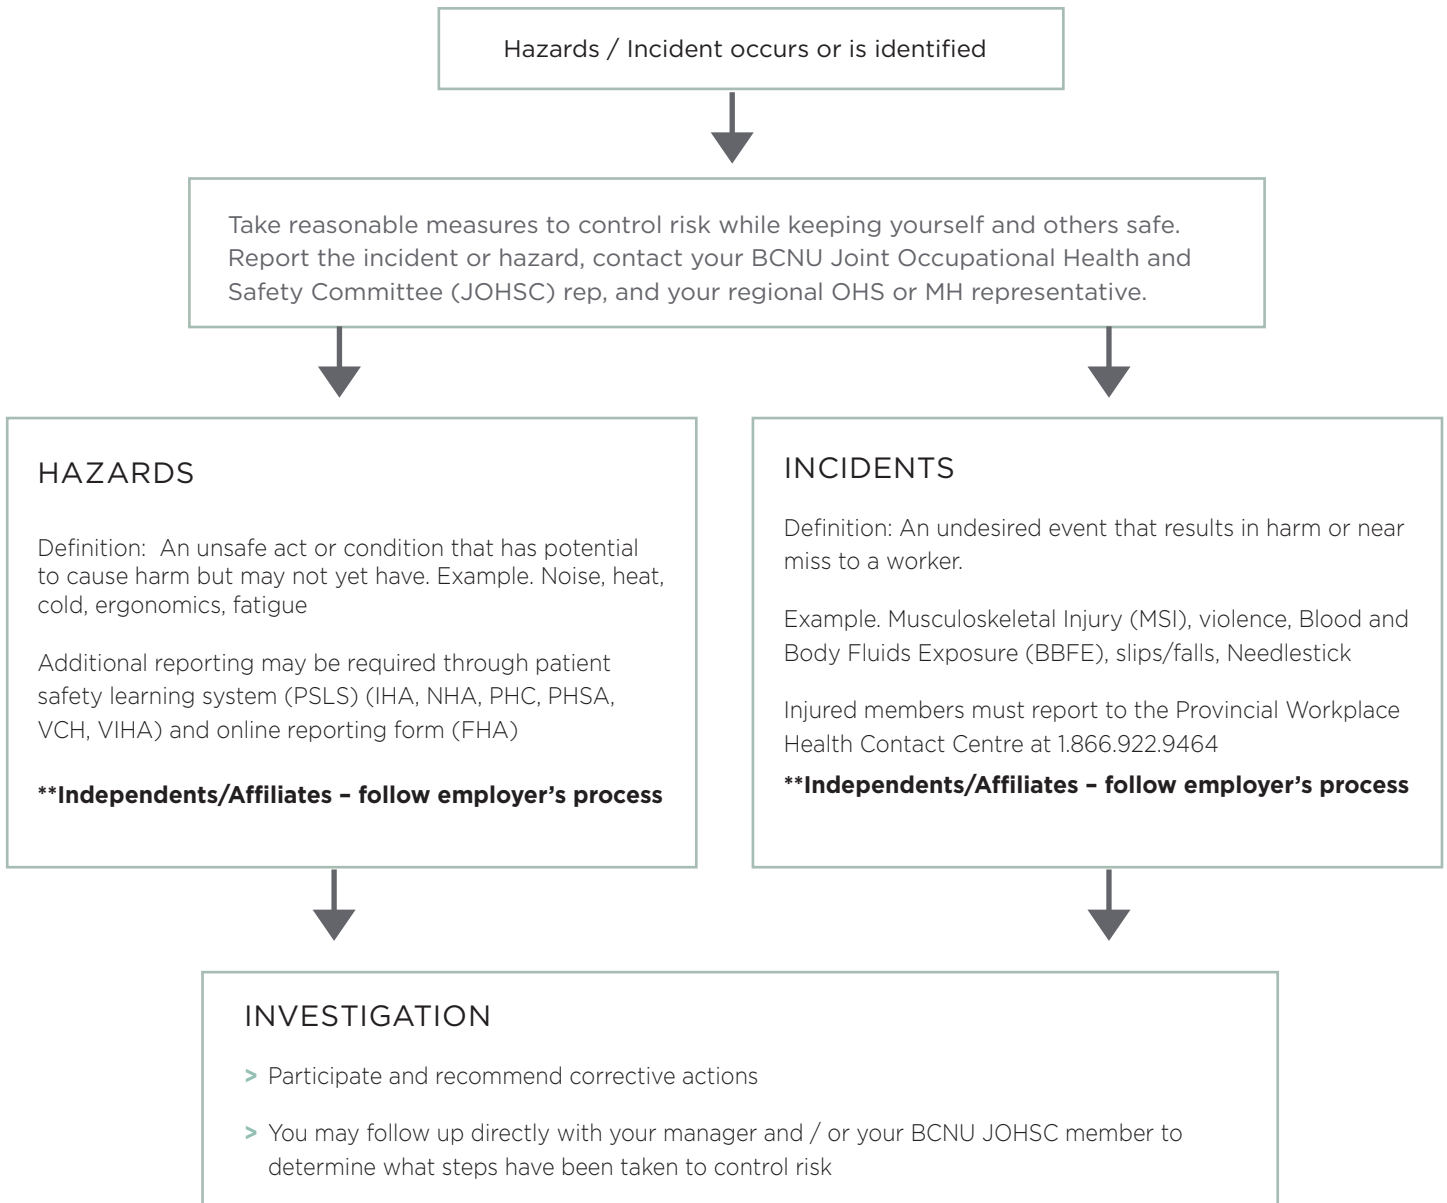 Hazards / Incident occurs or is identified
Take reasonable measures to control risk while keeping yourself and others safe.
Report the incident or hazard, contact your BCNU Joint Occupational Health and
Safety Committee (JOHSC) rep, and your regional OHS or MH representative.
HAZARDS
Definition:  An unsafe act or condition that has potential
to cause harm but may not yet have. Example. Noise, heat,
cold, ergonomics, fatigue
Additional reporting may be required through patient
safety learning system (PSLS) (IHA, NHA, PHC, PHSA,
VCH, VIHA) and online reporting form (FHA)
**Independents/Affiliates – follow employer’s process
INCIDENTS
Definition: An undesired event that results in harm or near
miss to a worker.
Example. Musculoskeletal Injury (MSI), violence, Blood and
Body Fluids Exposure (BBFE), slips/falls, Needlestick
Injured members must report to the Provincial Workplace
Health Contact Centre at 1.866.922.9464
**Independents/Affiliates – follow employer’s process
INVESTIGATION
> Participate and recommend corrective actions
> You may follow up directly with your manager and / or your BCNU JOHSC member to
determine what steps have been taken to control risk